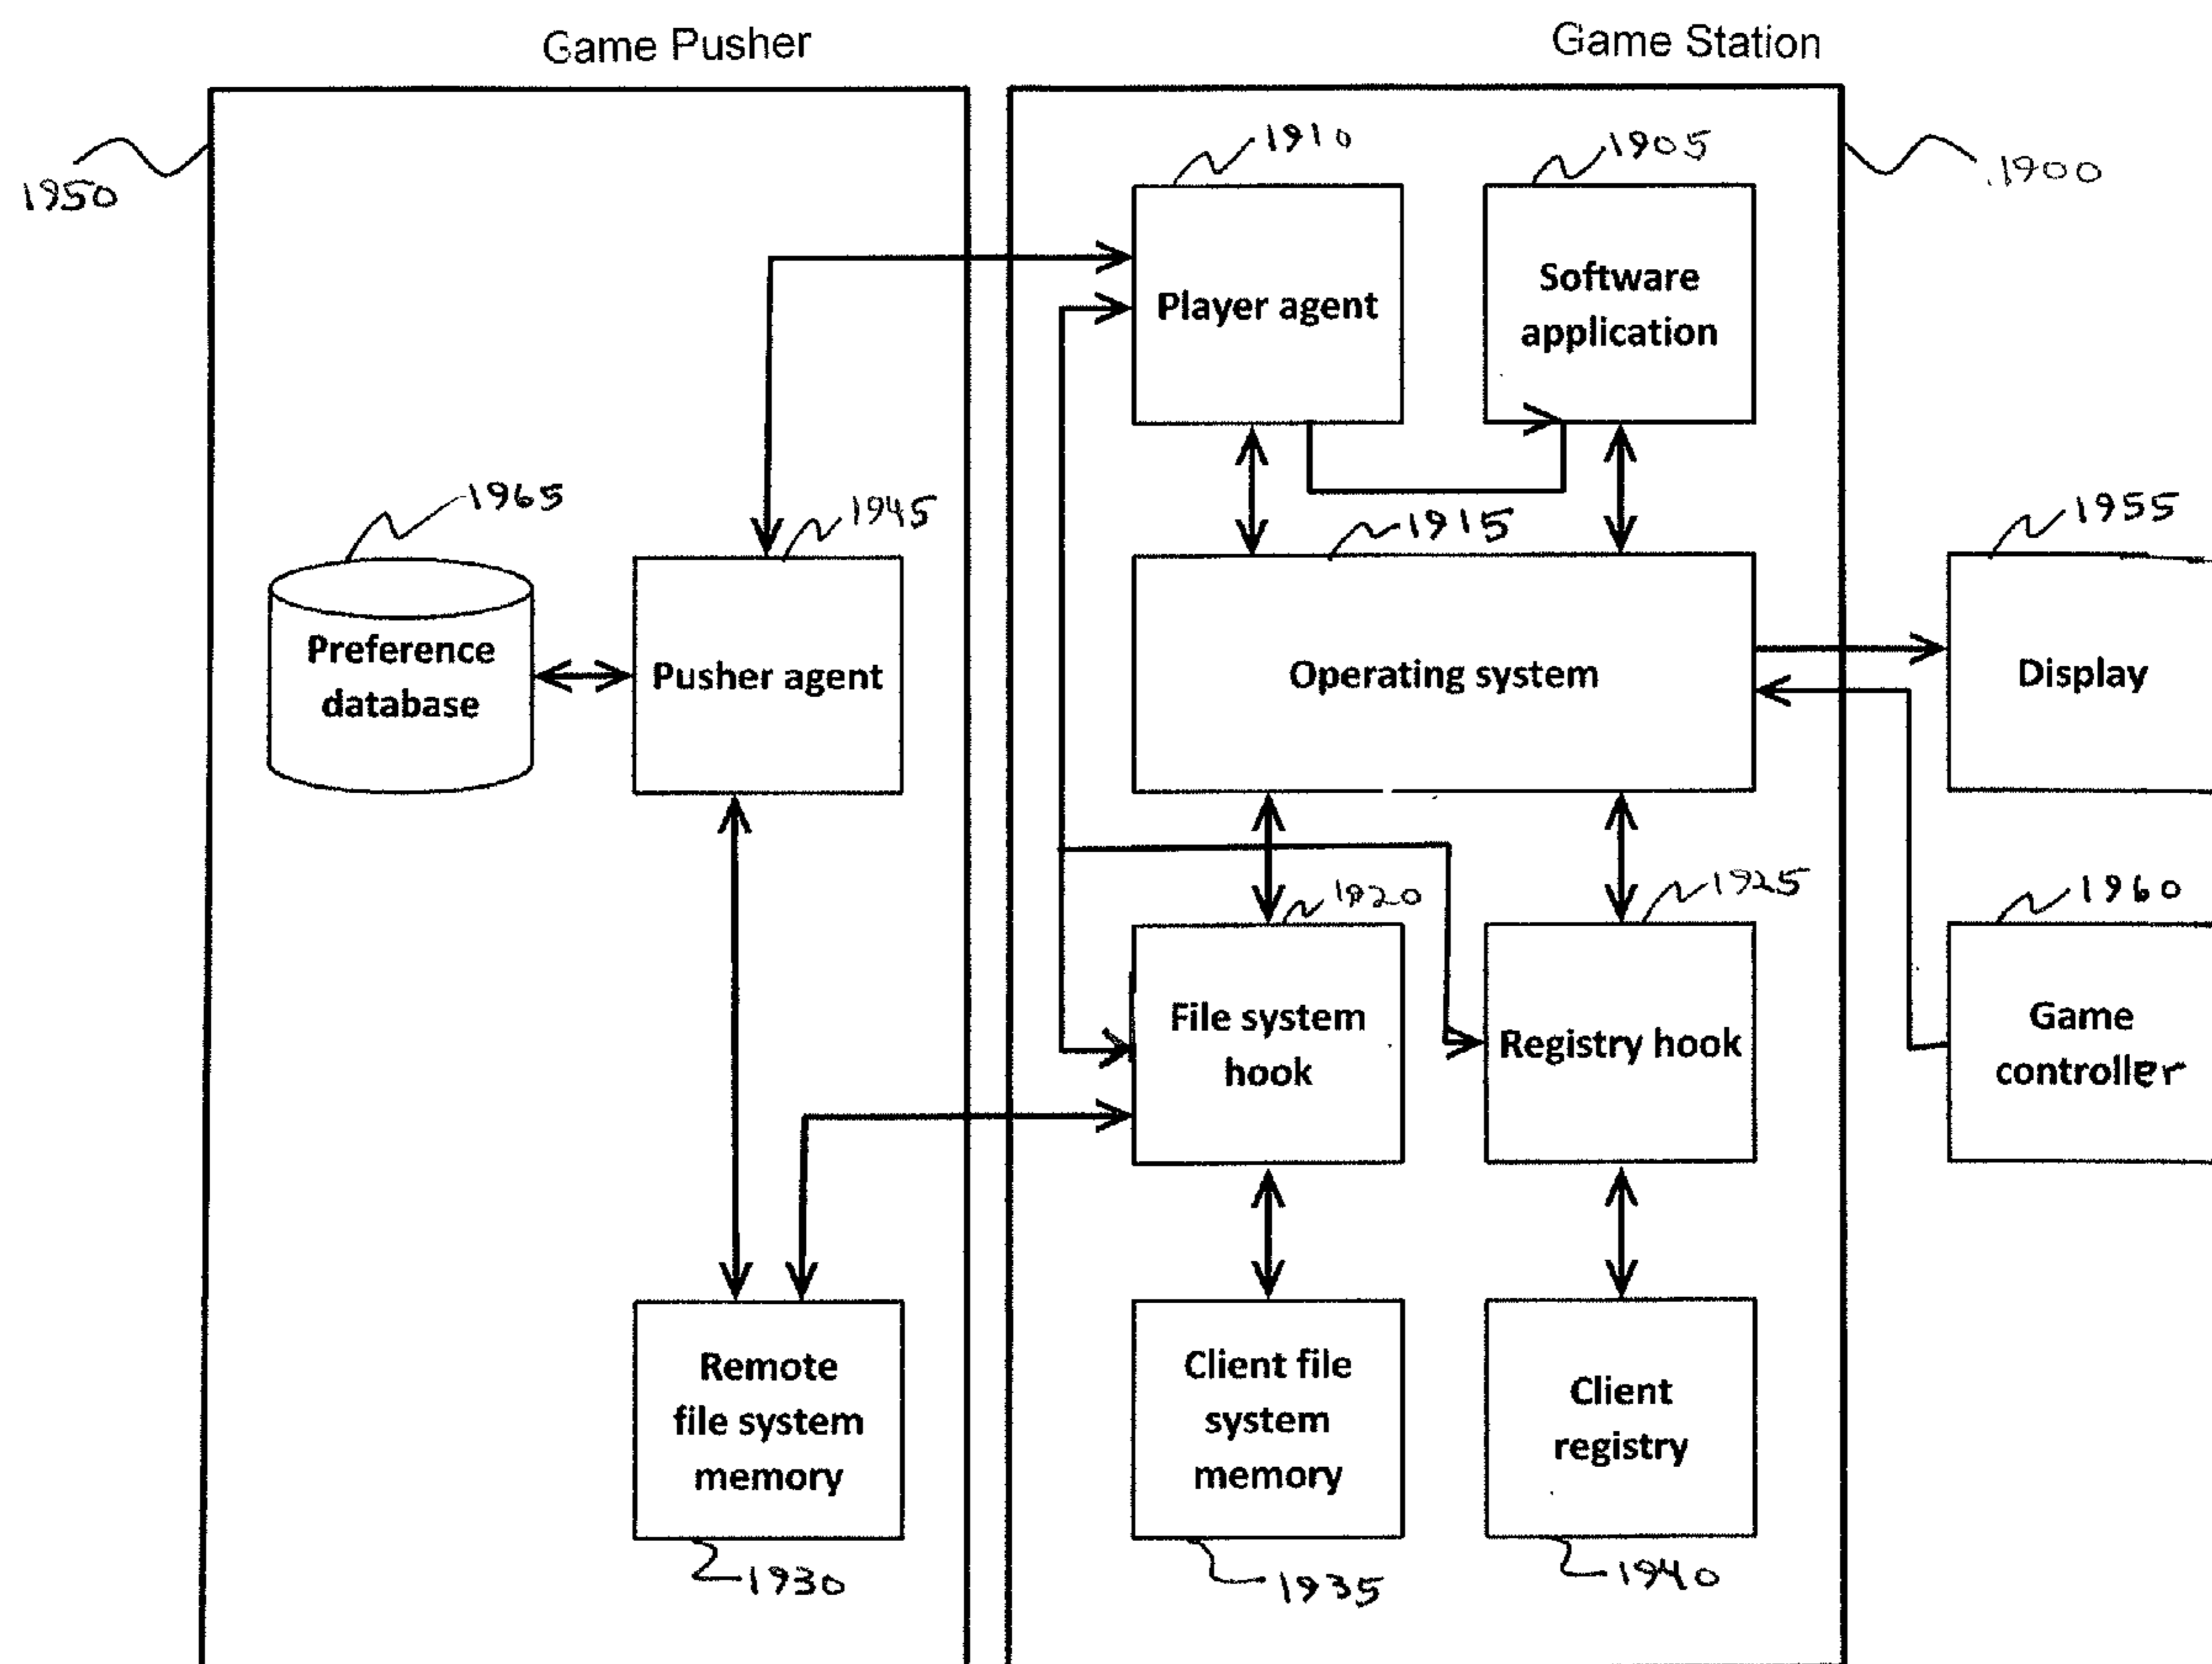 Game Pusher
Game Station
1950
1910
1905
.1900
Player agent
Software
application
1965
1945
1915
1955
Preference
database
Pusher agent
Operating system
Display
1920
1925
1960
File system
hook
Registry hook
Game
controller
Remote
file system
memory
Client file
system
memory
Client
registry
1930
1935
1940